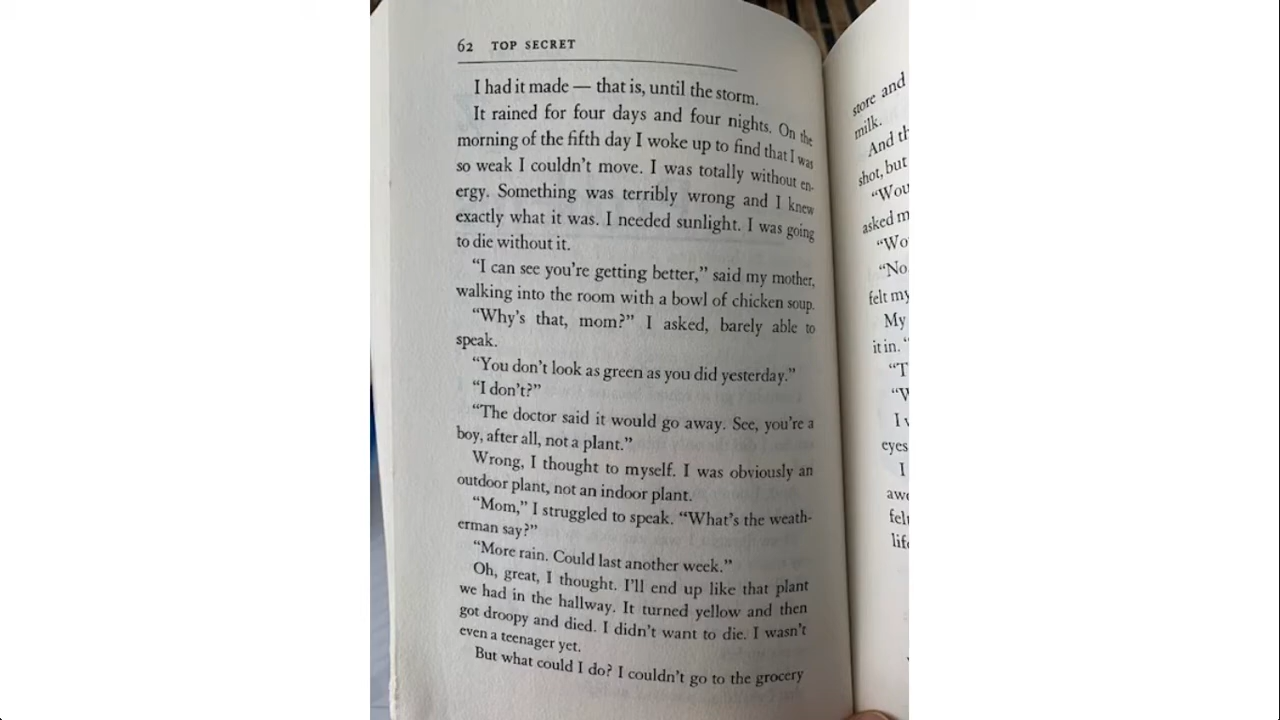 62 TOP SECRET
I had it made — that is, until the storm.
It rained for four days and four nights. On the
morning of the fifth day I woke up to find that I was
so weak I couldn't move. I was totally without en-
ergy. Something was terribly wrong and I knew
exactly what it was. I needed sunlight. I was going
to die without it.
"I can see you're getting better," said my mother,
walking into the room with a bowl of chicken soup.
"Why's that, mom?" I asked, barely able to
speak.
"You don't look as green as you did yesterday."
"I don't?"
"The doctor said it would go away. See, you're a
boy, after all, not a plant."
Wrong, I thought to myself. I was obviously an
outdoor plant, not an indoor plant.
"Mom," I struggled to speak. "What's the weath-
erman say?"
"More rain. Could last another week."
Oh, great, I thought. I'll end up like that plant
we had in the hallway. It turned yellow and then
got droopy and died. I didn't want to die. I wasn't
even a teenager yet.
But what could I do? I couldn't go to the grocery
store and
milk.
And th
shot, but
"Wou
asked m
"Wo
"No.
felt my
My
it in. "
"T
"W
I v
eyes
I
awe
felt
life